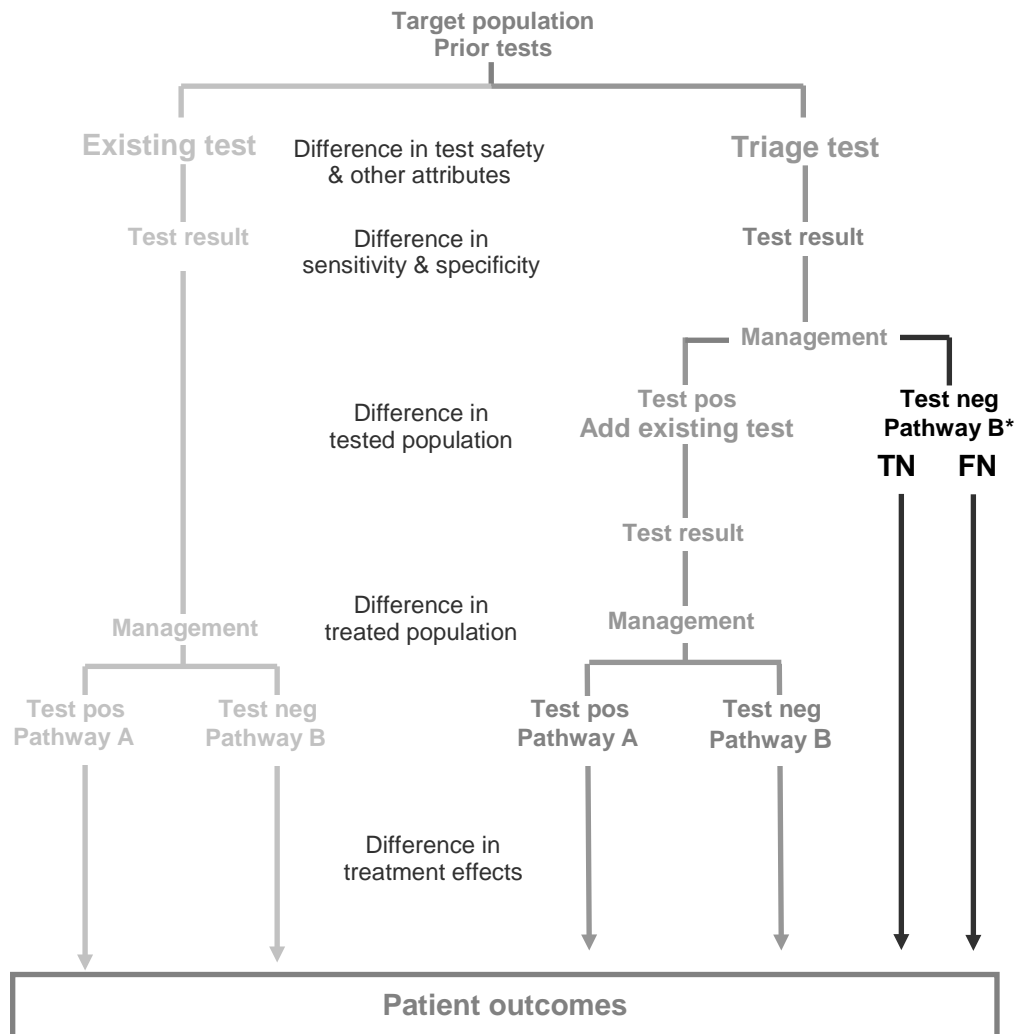 Target population
Prior tests
Existing test
Difference in test safety
& other attributes
Triage test
Test result
Difference in
sensitivity & specificity
Test result
Management
Difference in
tested population
Test pos
Add existing test
Test neg
Pathway B*
TN FN
Test result
Management
Difference in
treated population
Management
Test pos
Pathway A
Test neg
Pathway B
Test pos
Pathway A
Test neg
Pathway B
Difference in
treatment effects
Patient outcomes